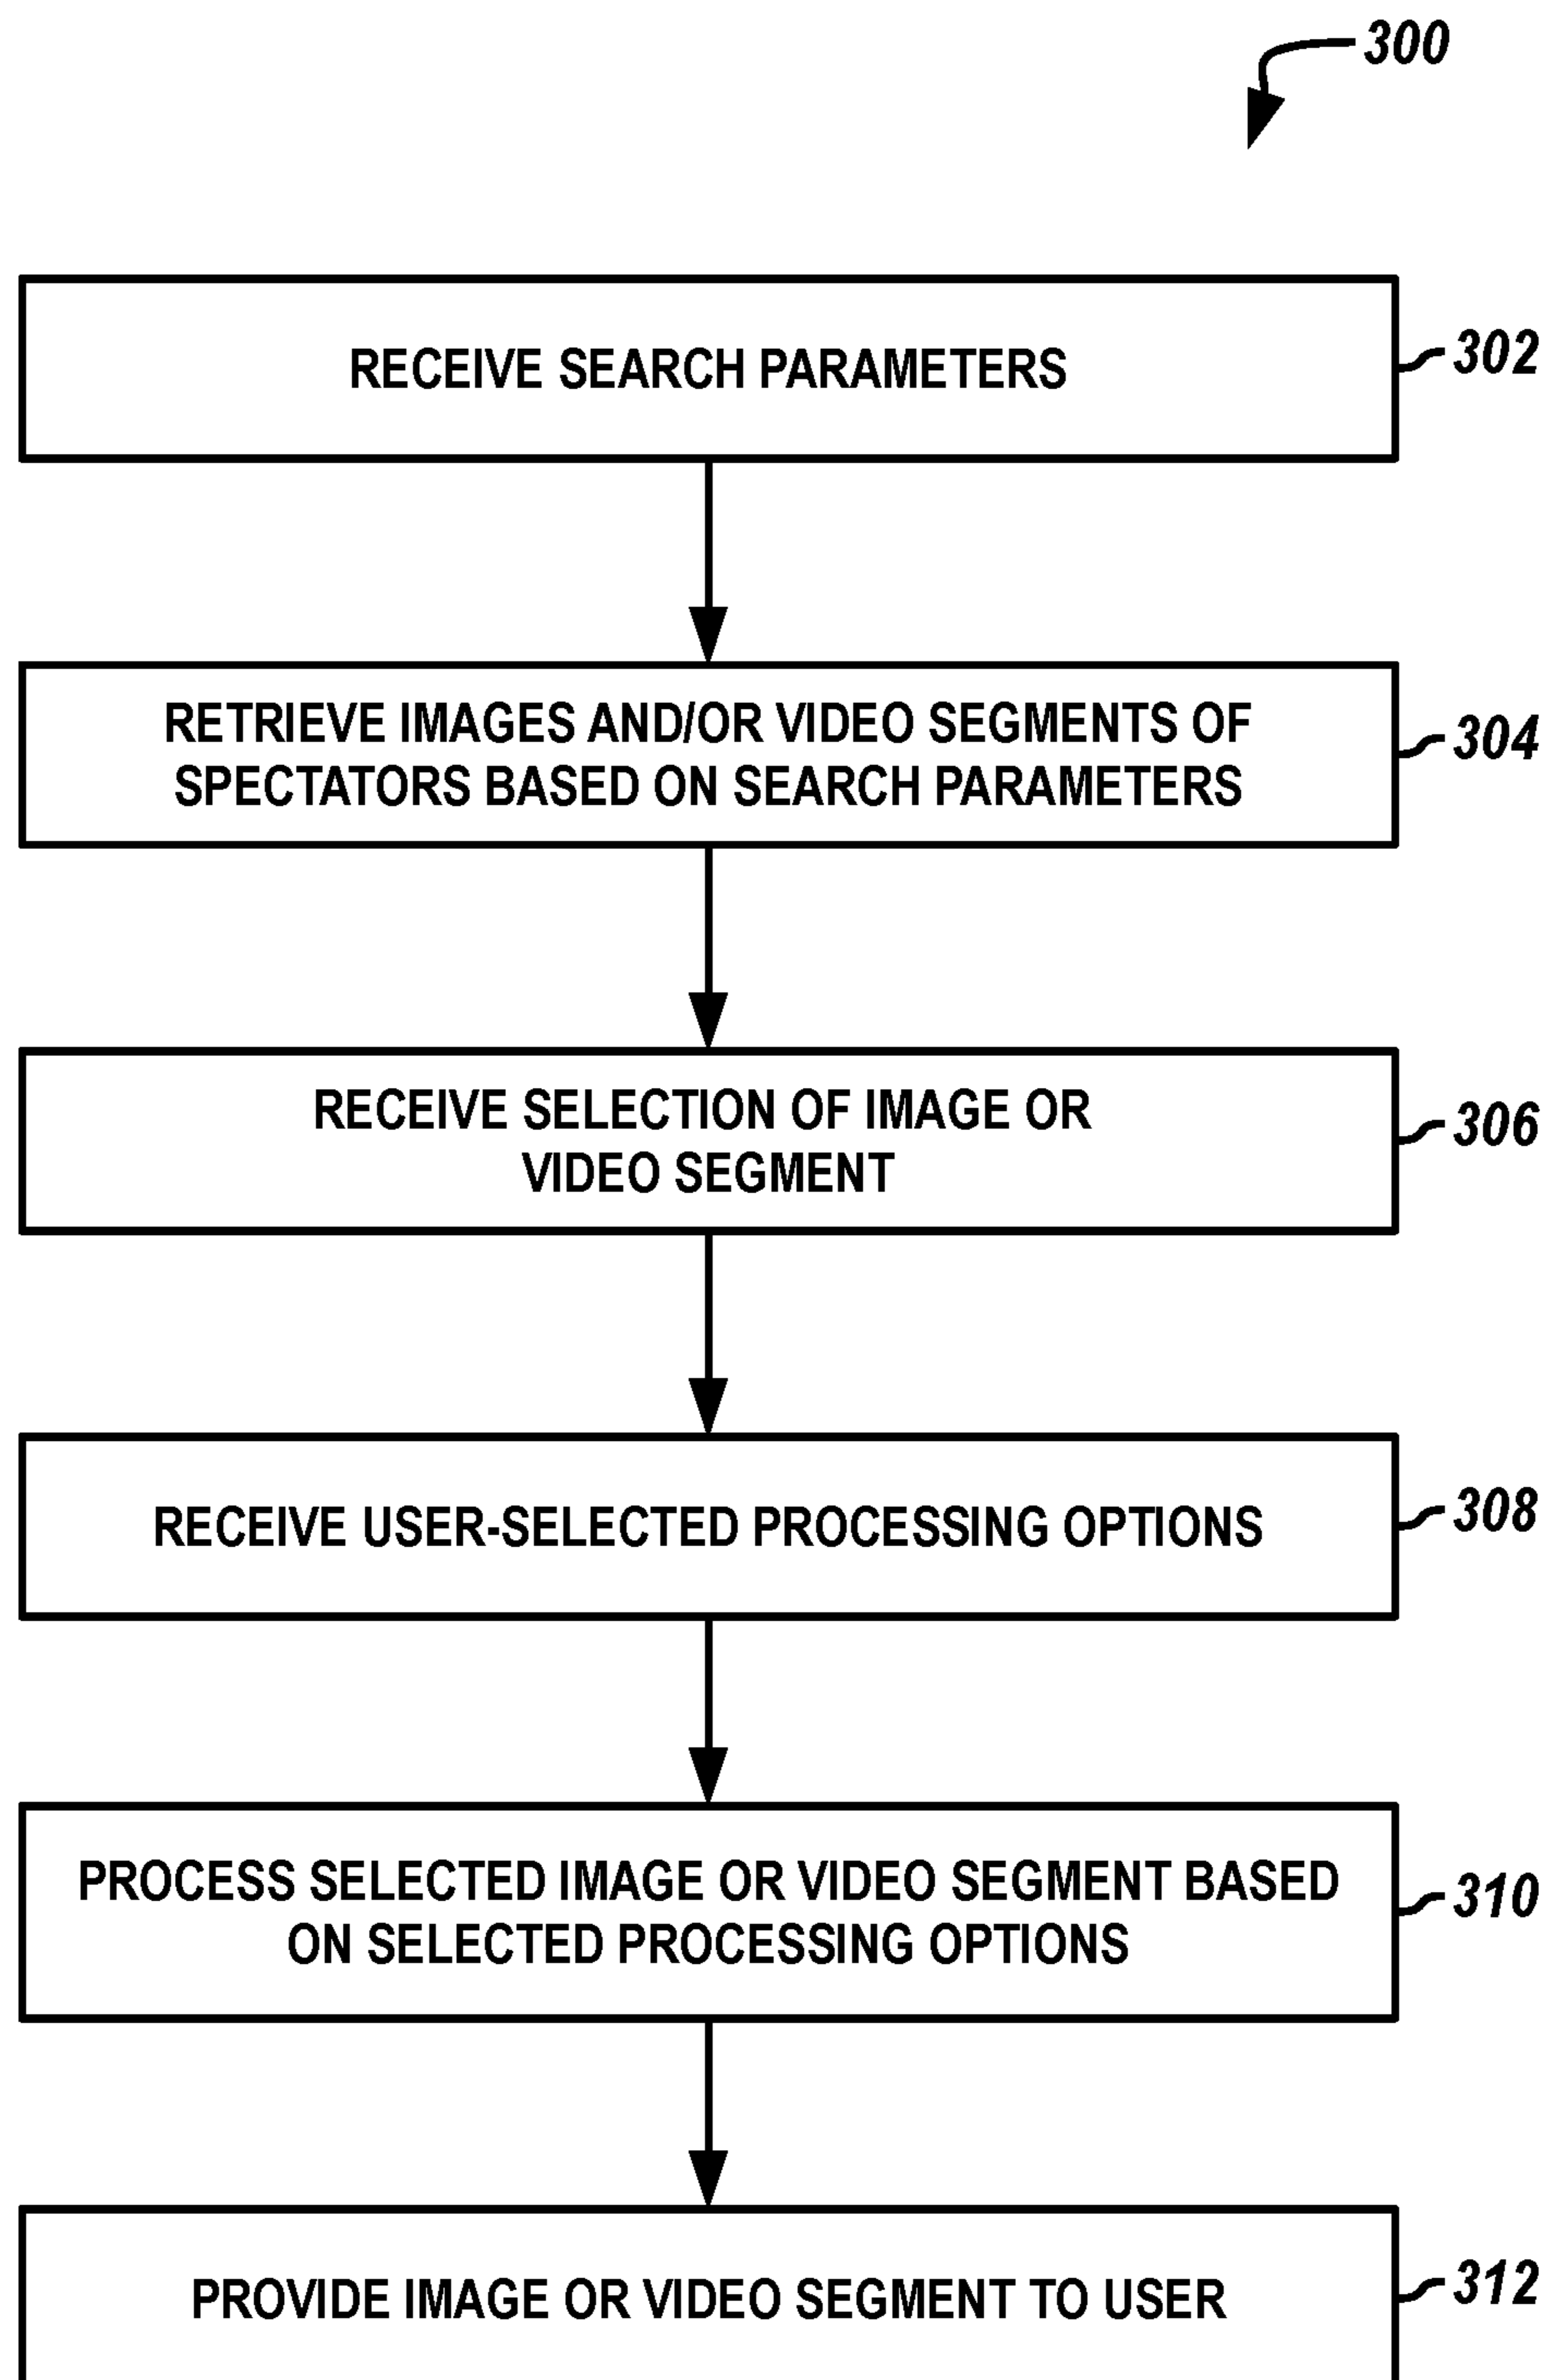 300
RECEIVE SEARCH PARAMETERS
302
RETRIEVE IMAGES AND/OR VIDEO SEGMENTS OF
SPECTATORS BASED ON SEARCH PARAMETERS
304
RECEIVE SELECTION OF IMAGE OR
VIDEO SEGMENT
306
RECEIVE USER-SELECTED PROCESSING OPTIONS
308
PROCESS SELECTED IMAGE OR VIDEO SEGMENT BASED
ON SELECTED PROCESSING OPTIONS
310
PROVIDE IMAGE OR VIDEO SEGMENT TO USER
312